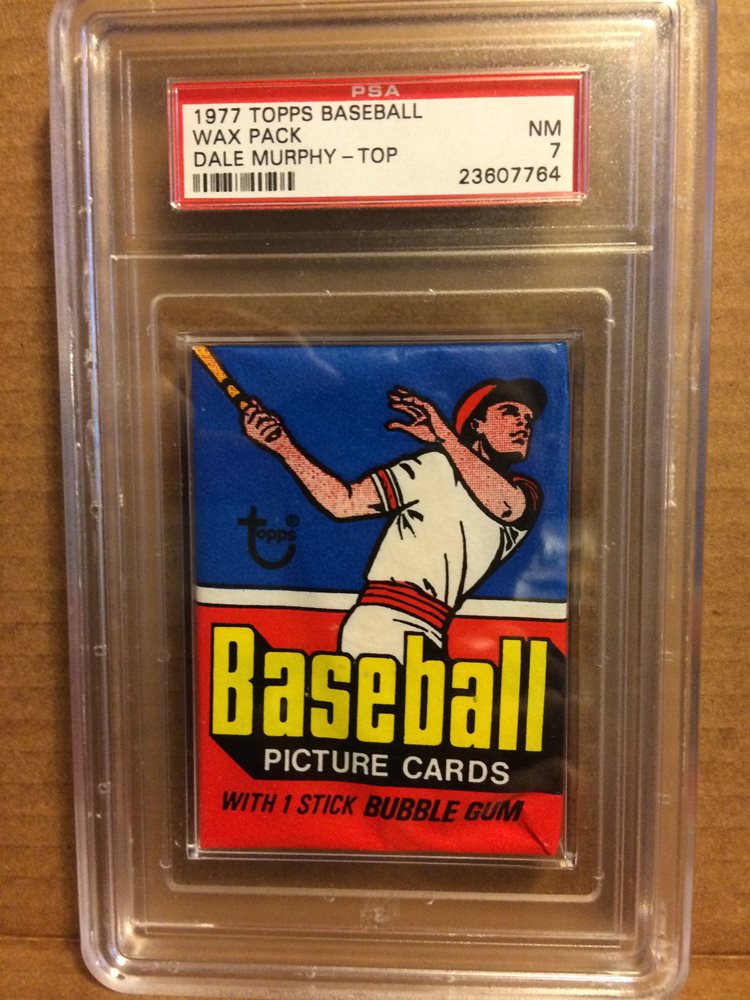 PSA
1977 TOPPS BASEBALL
WAX PACK NM
DALE MURPHY – TOP 7
23607764
topps®
Baseball
PICTURE CARDS
WITH 1 STICK BUBBLE GUM